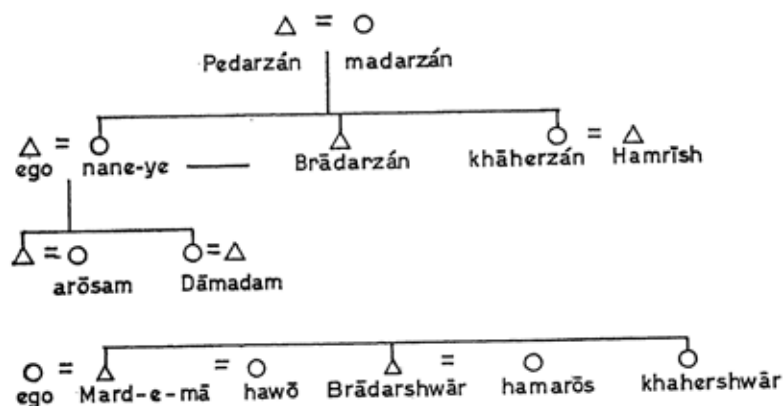 Pedarzán madarzán
ego nane-ye Brādarzán khāherzán Hamrīsh
arōsam Dāmadam
ego Mard-e-mā hawō Brādarshwār hamarōs khahershwār